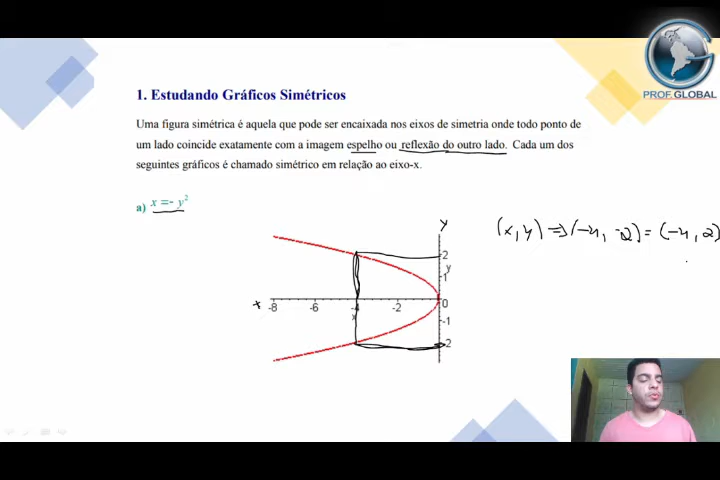 PROF.GLOBAL
1. Estudando Gráficos Simétricos
Uma figura simétrica é aquela que pode ser encaixada nos eixos de simetria onde todo ponto de
um lado coincide exatamente com a imagem espelho ou reflexão do outro lado. Cada um dos
seguintes gráficos é chamado simétrico em relação ao eixo-x.
a) x = - y²
(x,y) ⇒ (-4, -2) = (-4, 2)
y
2
y
1
x -8 -6 -4 -2 0
x
-1
-2